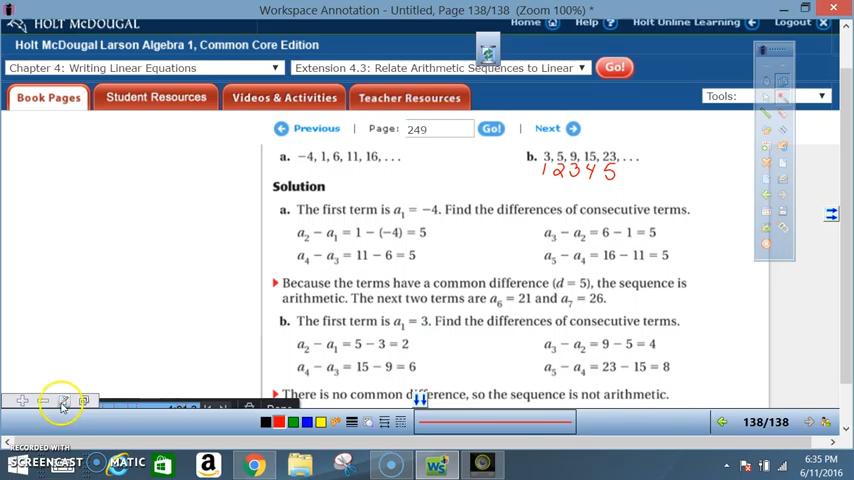 Workspace Annotation - Untitled, Page 138/138 (Zoom 100%) *
HOLT McDOUGAL
Home Help Holt Online Learning Logout
Holt McDougal Larson Algebra 1, Common Core Edition
Chapter 4: Writing Linear Equations Extension 4.3: Relate Arithmetic Sequences to Linear Go!
Book Pages Student Resources Videos & Activities Teacher Resources Tools:
Previous Page: 249 Go! Next
a. −4, 1, 6, 11, 16, . . . b. 3, 5, 9, 15, 23, . . .
1 2 3 4 5
Solution
a. The first term is a₁ = −4. Find the differences of consecutive terms.
a₂ − a₁ = 1 − (−4) = 5 a₃ − a₂ = 6 − 1 = 5
a₄ − a₃ = 11 − 6 = 5 a₅ − a₄ = 16 − 11 = 5
Because the terms have a common difference (d = 5), the sequence is
arithmetic. The next two terms are a₆ = 21 and a₇ = 26.
b. The first term is a₁ = 3. Find the differences of consecutive terms.
a₂ − a₁ = 5 − 3 = 2 a₃ − a₂ = 9 − 5 = 4
a₄ − a₃ = 15 − 9 = 6 a₅ − a₄ = 23 − 15 = 8
There is no common difference, so the sequence is not arithmetic.
138/138
RECORDED WITH
SCREENCAST MATIC
WS
6:35 PM
6/11/2016